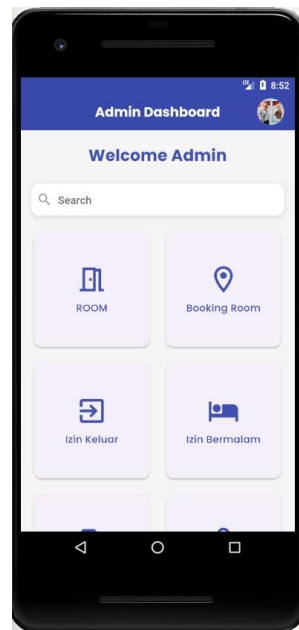 8:52
Admin Dashboard
Welcome Admin
Search
ROOM
Booking Room
Izin Keluar
Izin Bermalam